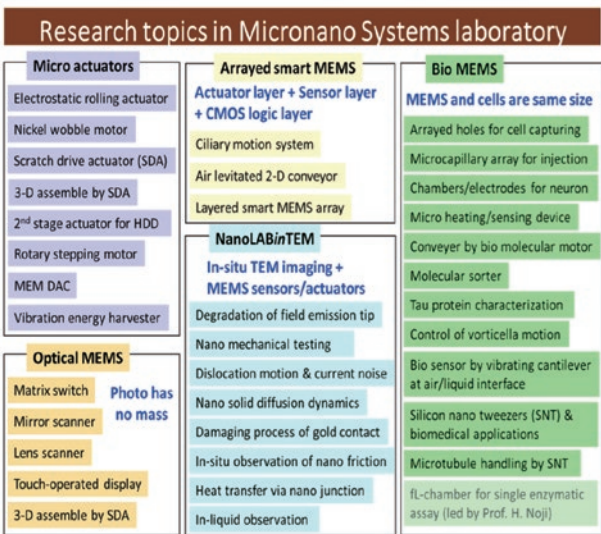 Research topics in Micronano Systems laboratory
Micro actuators
Electrostatic rolling actuator
Nickel wobble motor
Scratch drive actuator (SDA)
3-D assemble by SDA
2nd stage actuator for HDD
Rotary stepping motor
MEM DAC
Vibration energy harvester
Optical MEMS
Matrix switch
Photo has
no mass
Mirror scanner
Lens scanner
Touch-operated display
3-D assemble by SDA
Arrayed smart MEMS
Actuator layer + Sensor layer
+ CMOS logic layer
Ciliary motion system
Air levitated 2-D conveyor
Layered smart MEMS array
NanoLABinTEM
In-situ TEM imaging +
MEMS sensors/actuators
Degradation of field emission tip
Nano mechanical testing
Dislocation motion & current noise
Nano solid diffusion dynamics
Damaging process of gold contact
In-situ observation of nano friction
Heat transfer via nano junction
In-liquid observation
Bio MEMS
MEMS and cells are same size
Arrayed holes for cell capturing
Microcapillary array for injection
Chambers/electrodes for neuron
Micro heating/sensing device
Conveyer by bio molecular motor
Molecular sorter
Tau protein characterization
Control of vorticella motion
Bio sensor by vibrating cantilever
at air/liquid interface
Silicon nano tweezers (SNT) &
biomedical applications
Microtubule handling by SNT
fL-chamber for single enzymatic
assay (led by Prof. H. Noji)